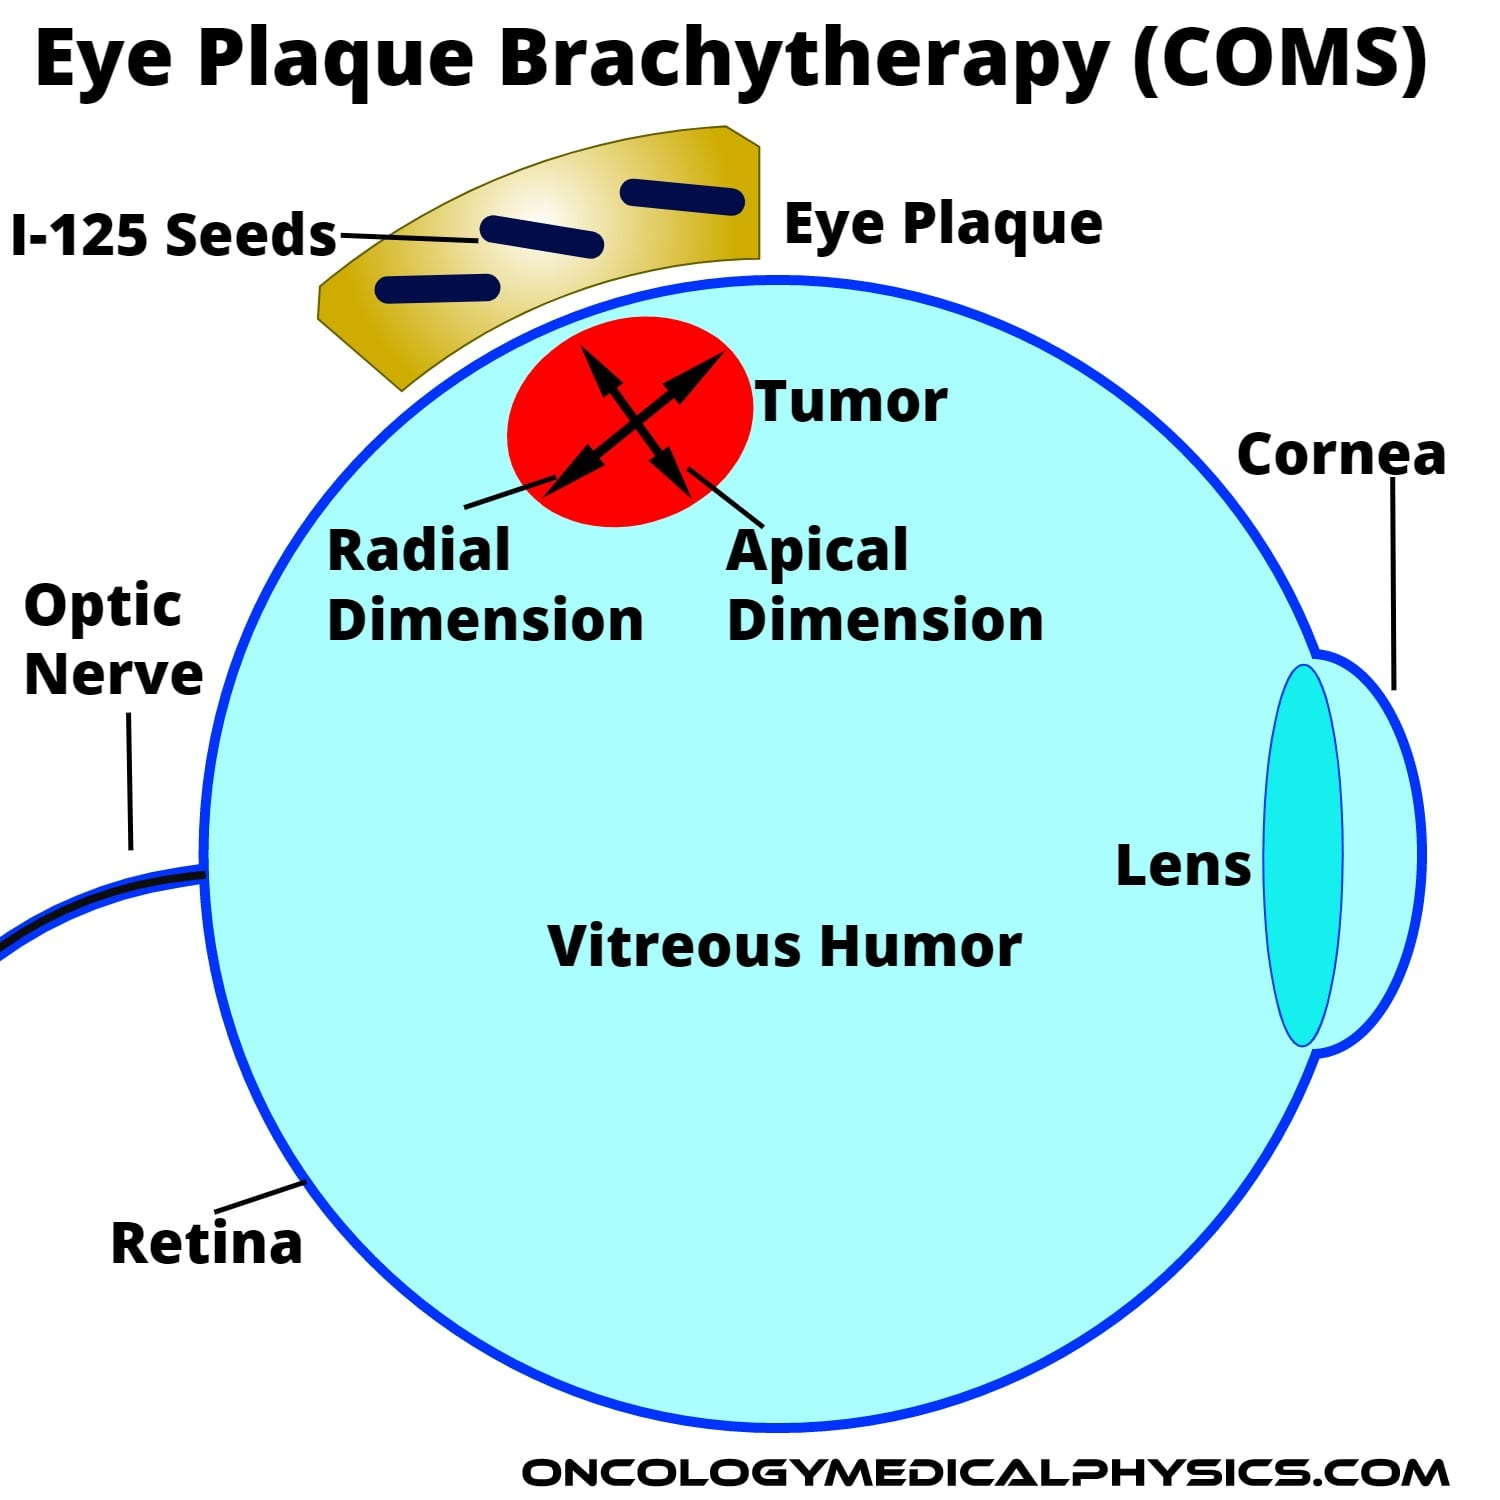 Eye Plaque Brachytherapy (COMS)
I-125 Seeds
Eye Plaque
Tumor
Cornea
Radial
Dimension
Apical
Dimension
Optic
Nerve
Lens
Vitreous Humor
Retina
ONCOLOGYMEDICALPHYSICS.COM